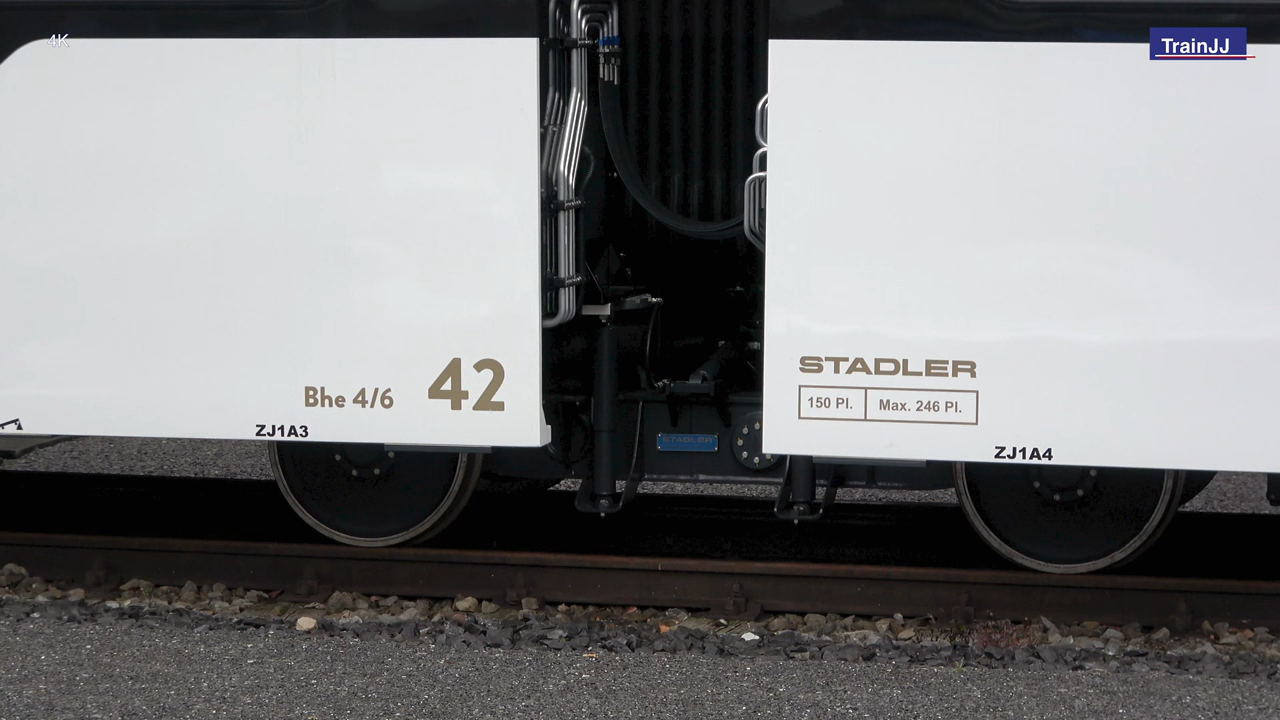 4K
TrainJJ
Bhe 4/6 42
ZJ1A3
STADLER
STADLER
150 Pl. Max. 246 Pl.
ZJ1A4